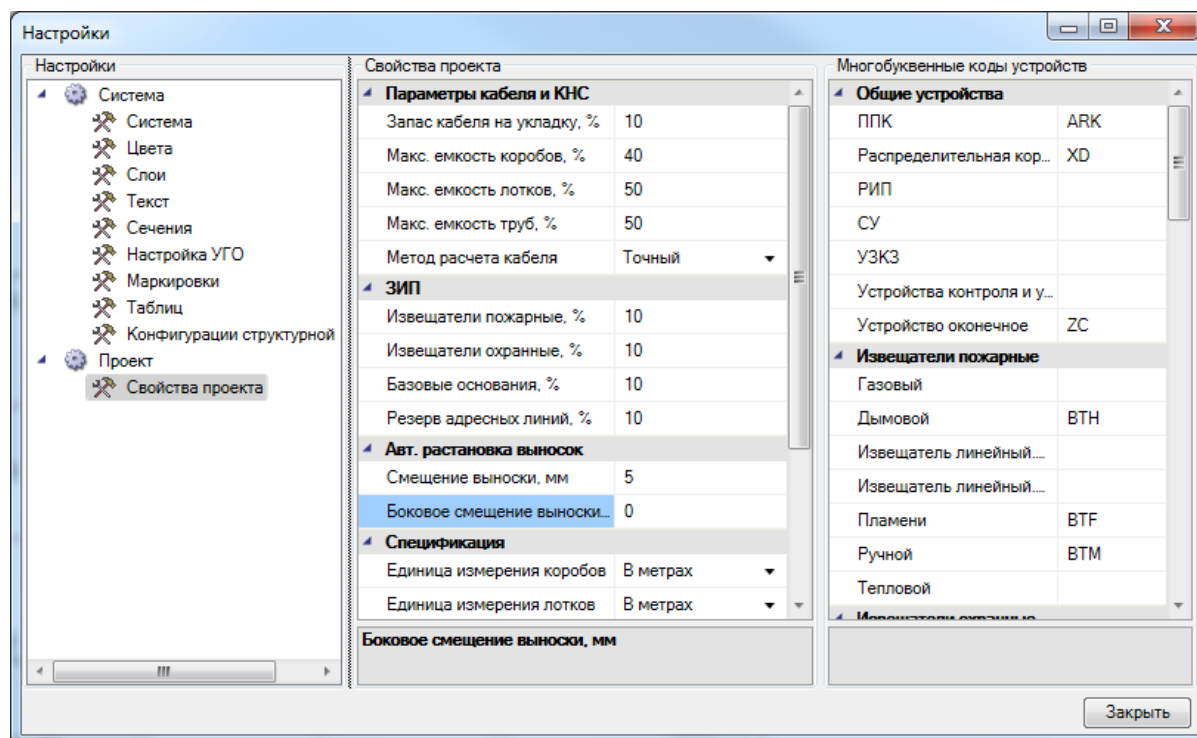 Настройки
Настройки
Система
Система
Цвета
Слои
Текст
Сечения
Настройка УГО
Маркировки
Таблиц
Конфигурации структурной
Проект
Свойства проекта
Свойства проекта
Параметры кабеля и КНС
Запас кабеля на укладку, % 10
Макс. емкость коробов, % 40
Макс. емкость лотков, % 50
Макс. емкость труб, % 50
Метод расчета кабеля Точный
ЗИП
Извещатели пожарные, % 10
Извещатели охранные, % 10
Базовые основания, % 10
Резерв адресных линий, % 10
Авт. растановка выносок
Смещение выноски, мм 5
Боковое смещение выноски... 0
Спецификация
Единица измерения коробов В метрах
Единица измерения лотков В метрах
Боковое смещение выноски, мм
Многобуквенные коды устройств
Общие устройства
ППК ARK
Распределительная кор... XD
РИП
СУ
УЗКЗ
Устройства контроля и у...
Устройство оконечное ZC
Извещатели пожарные
Газовый
Дымовой BTH
Извещатель линейный....
Извещатель линейный....
Пламени BTF
Ручной BTM
Тепловой
Извещатели охранные
Закрыть